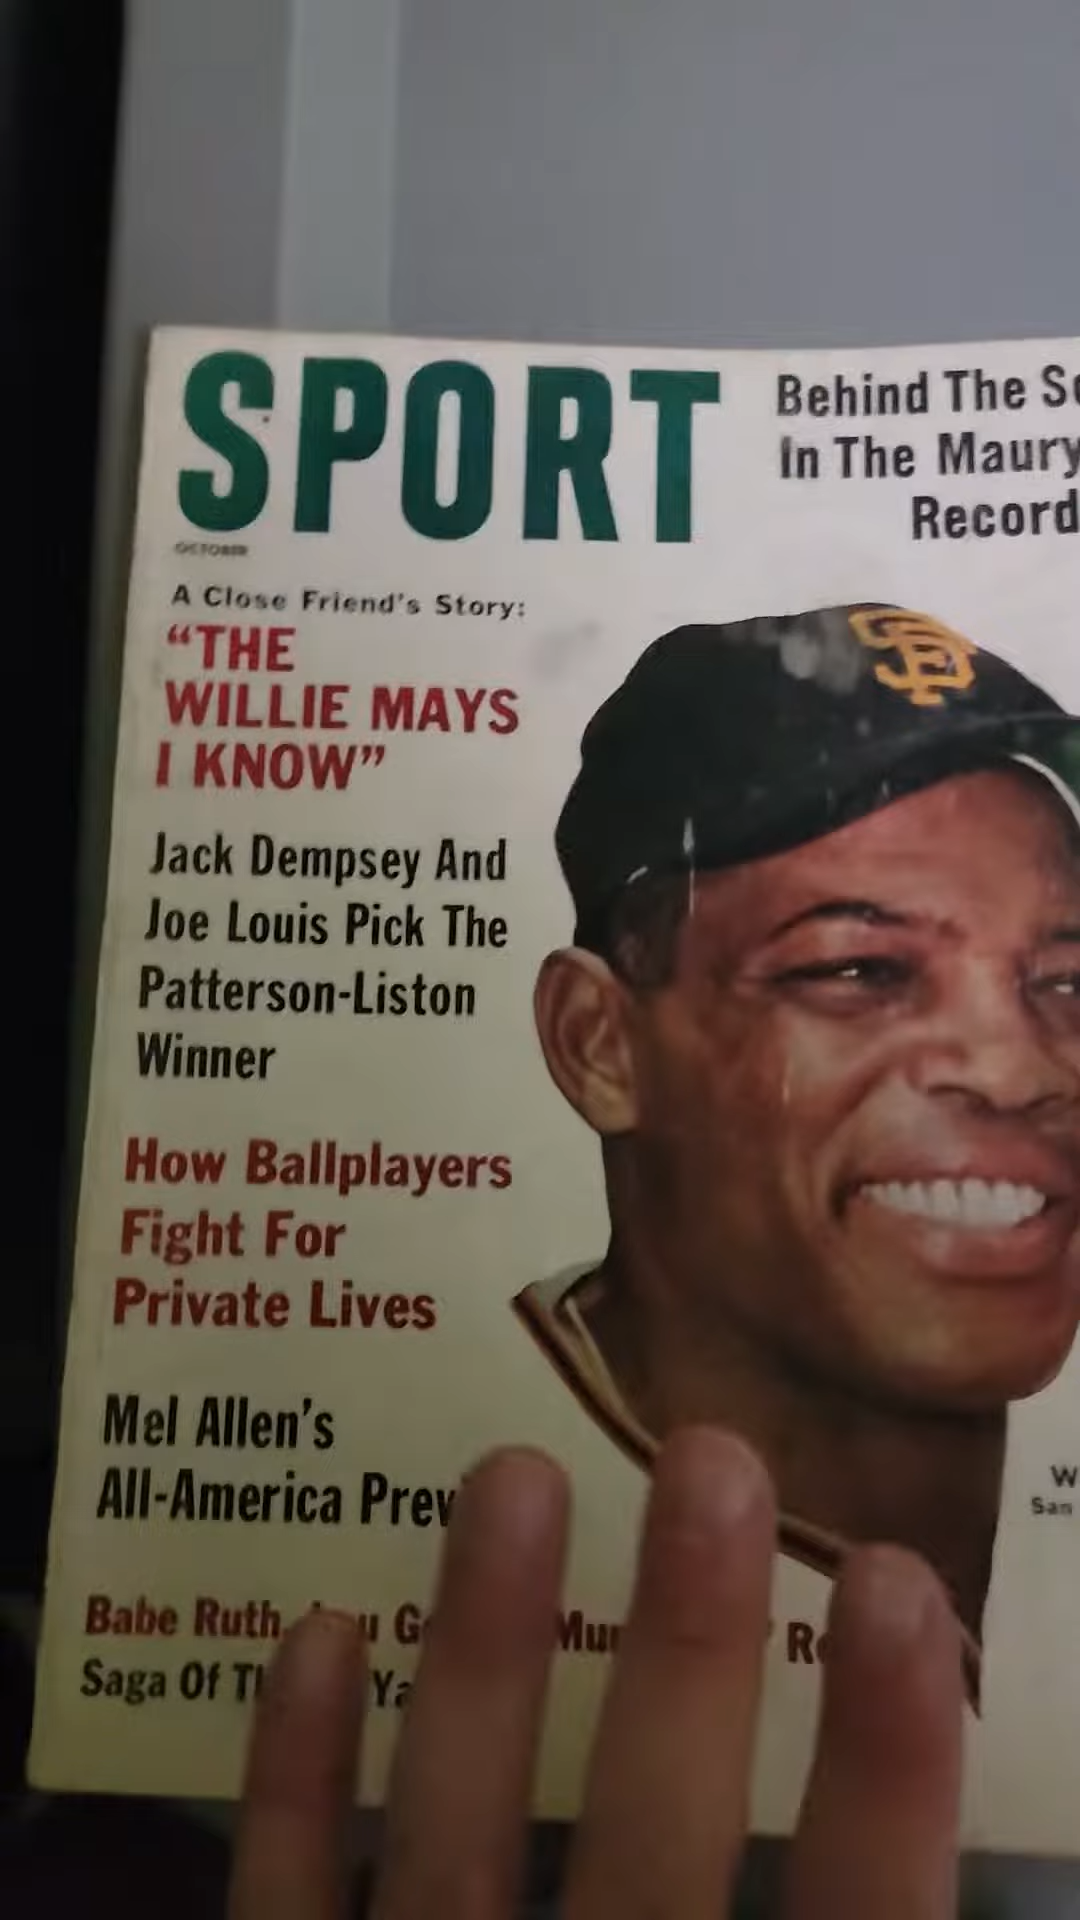 SPORT
OCTOBER
Behind The
In The Maury
Record
A Close Friend's Story:
"THE
WILLIE MAYS
I KNOW"
SF
Jack Dempsey And
Joe Louis Pick The
Patterson-Liston
Winner
How Ballplayers
Fight For
Private Lives
Mel Allen's
All-America
San
Babe Ruth,
Saga Of